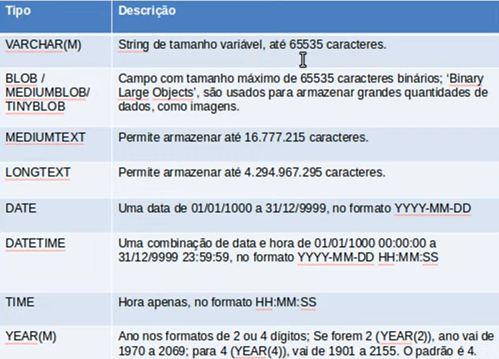 Tipo Descrição
VARCHAR(M) String de tamanho variável, até 65535 caracteres.
BLOB / Campo com tamanho máximo de 65535 caracteres binários; ‘Binary
MEDIUMBLOB/ Large Objects’, são usados para armazenar grandes quantidades de
TINYBLOB dados, como imagens.
MEDIUMTEXT Permite armazenar até 16.777.215 caracteres.
LONGTEXT Permite armazenar até 4.294.967.295 caracteres.
DATE Uma data de 01/01/1000 a 31/12/9999, no formato YYYY-MM-DD
DATETIME Uma combinação de data e hora de 01/01/1000 00:00:00 a
31/12/9999 23:59:59, no formato YYYY-MM-DD HH:MM:SS
TIME Hora apenas, no formato HH:MM:SS
YEAR(M) Ano nos formatos de 2 ou 4 dígitos; Se forem 2 (YEAR(2)), ano vai de
1970 a 2069; para 4 (YEAR(4)), vai de 1901 a 2155. O padrão é 4.